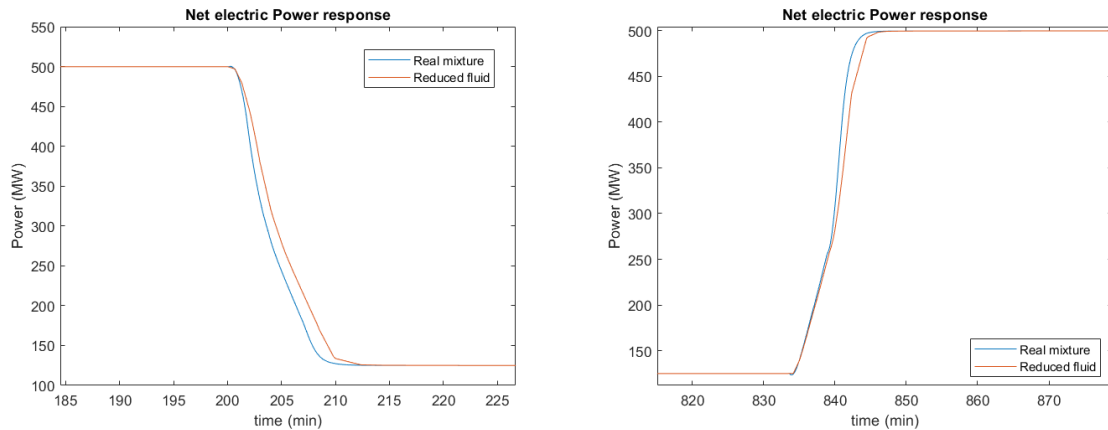 Net electric Power response
550
500
450
400
350
300
250
200
150
100
Power (MW)
185 190 195 200 205 210 215 220 225
time (min)
Real mixture
Reduced fluid
Net electric Power response
500
450
400
350
300
250
200
150
Power (MW)
820 830 840 850 860 870
time (min)
Real mixture
Reduced fluid